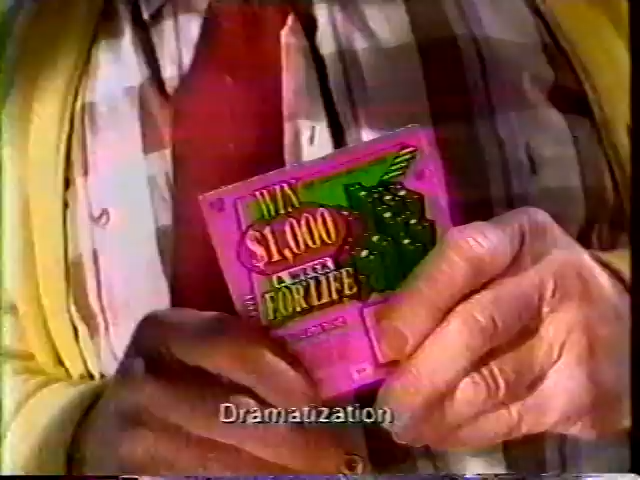 WIN
$1,000
A WEEK
FOR LIFE
Dramatization